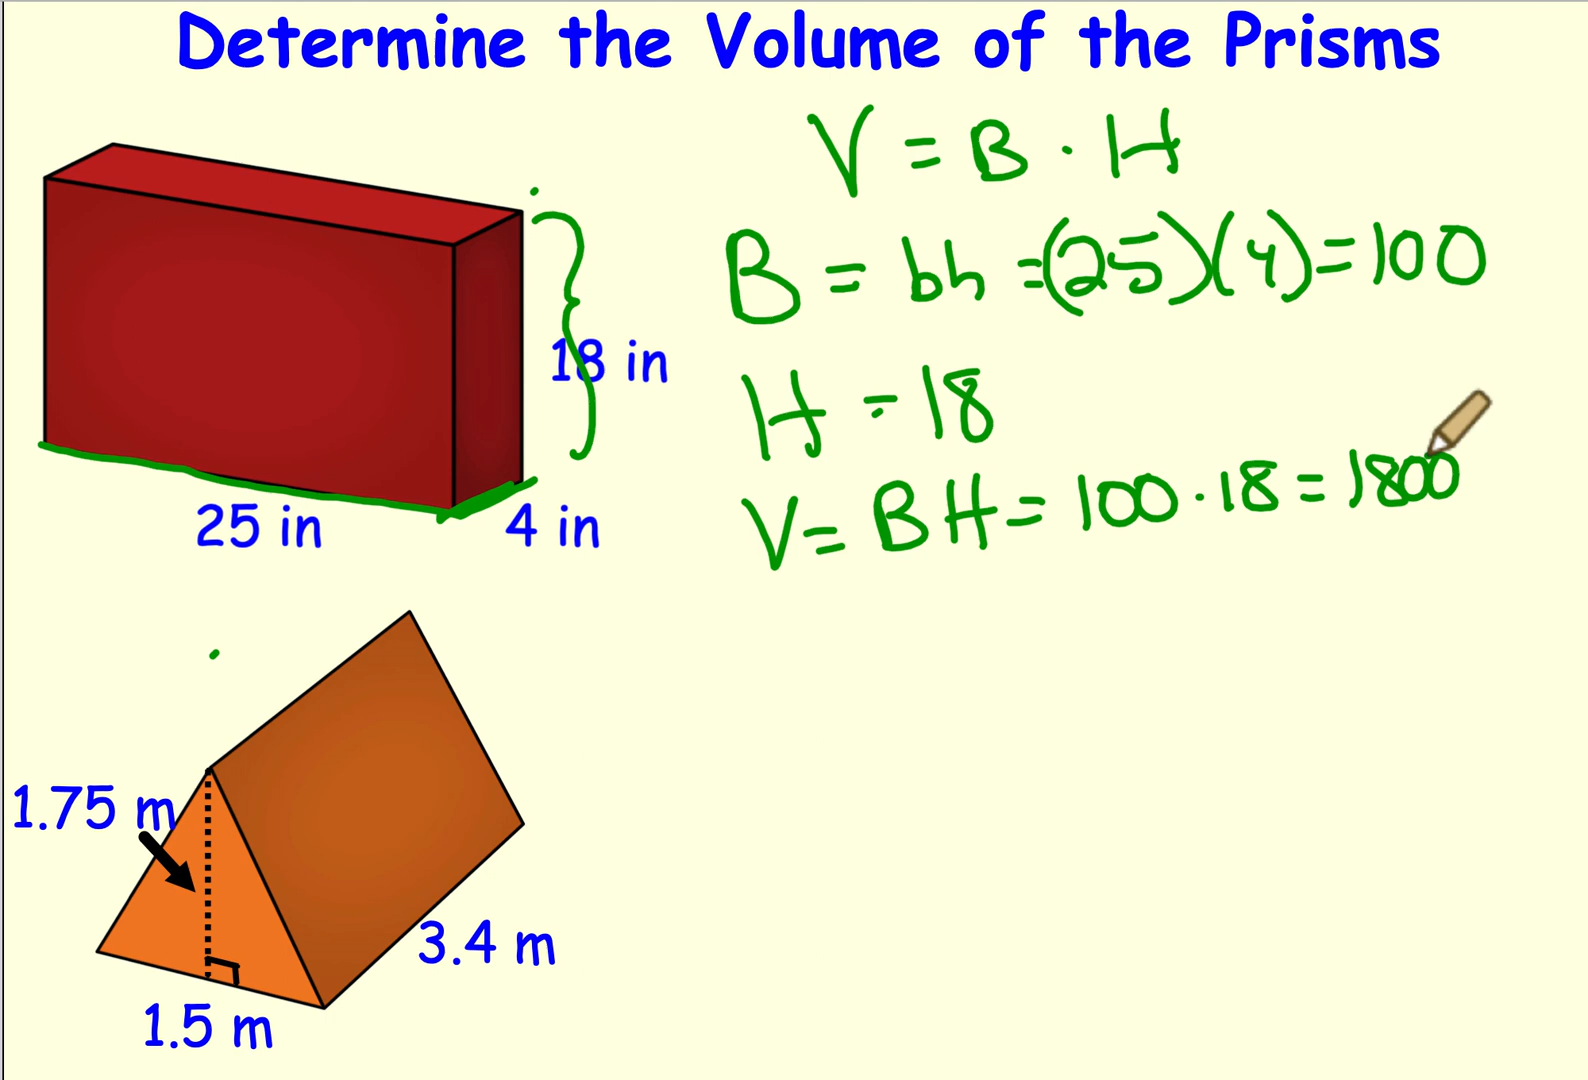 Determine the Volume of the Prisms
V = B · H
B = bh = (25)(4) = 100
18 in
H = 18
V = BH = 100 · 18 = 1800
25 in
4 in
1.75 m
3.4 m
1.5 m